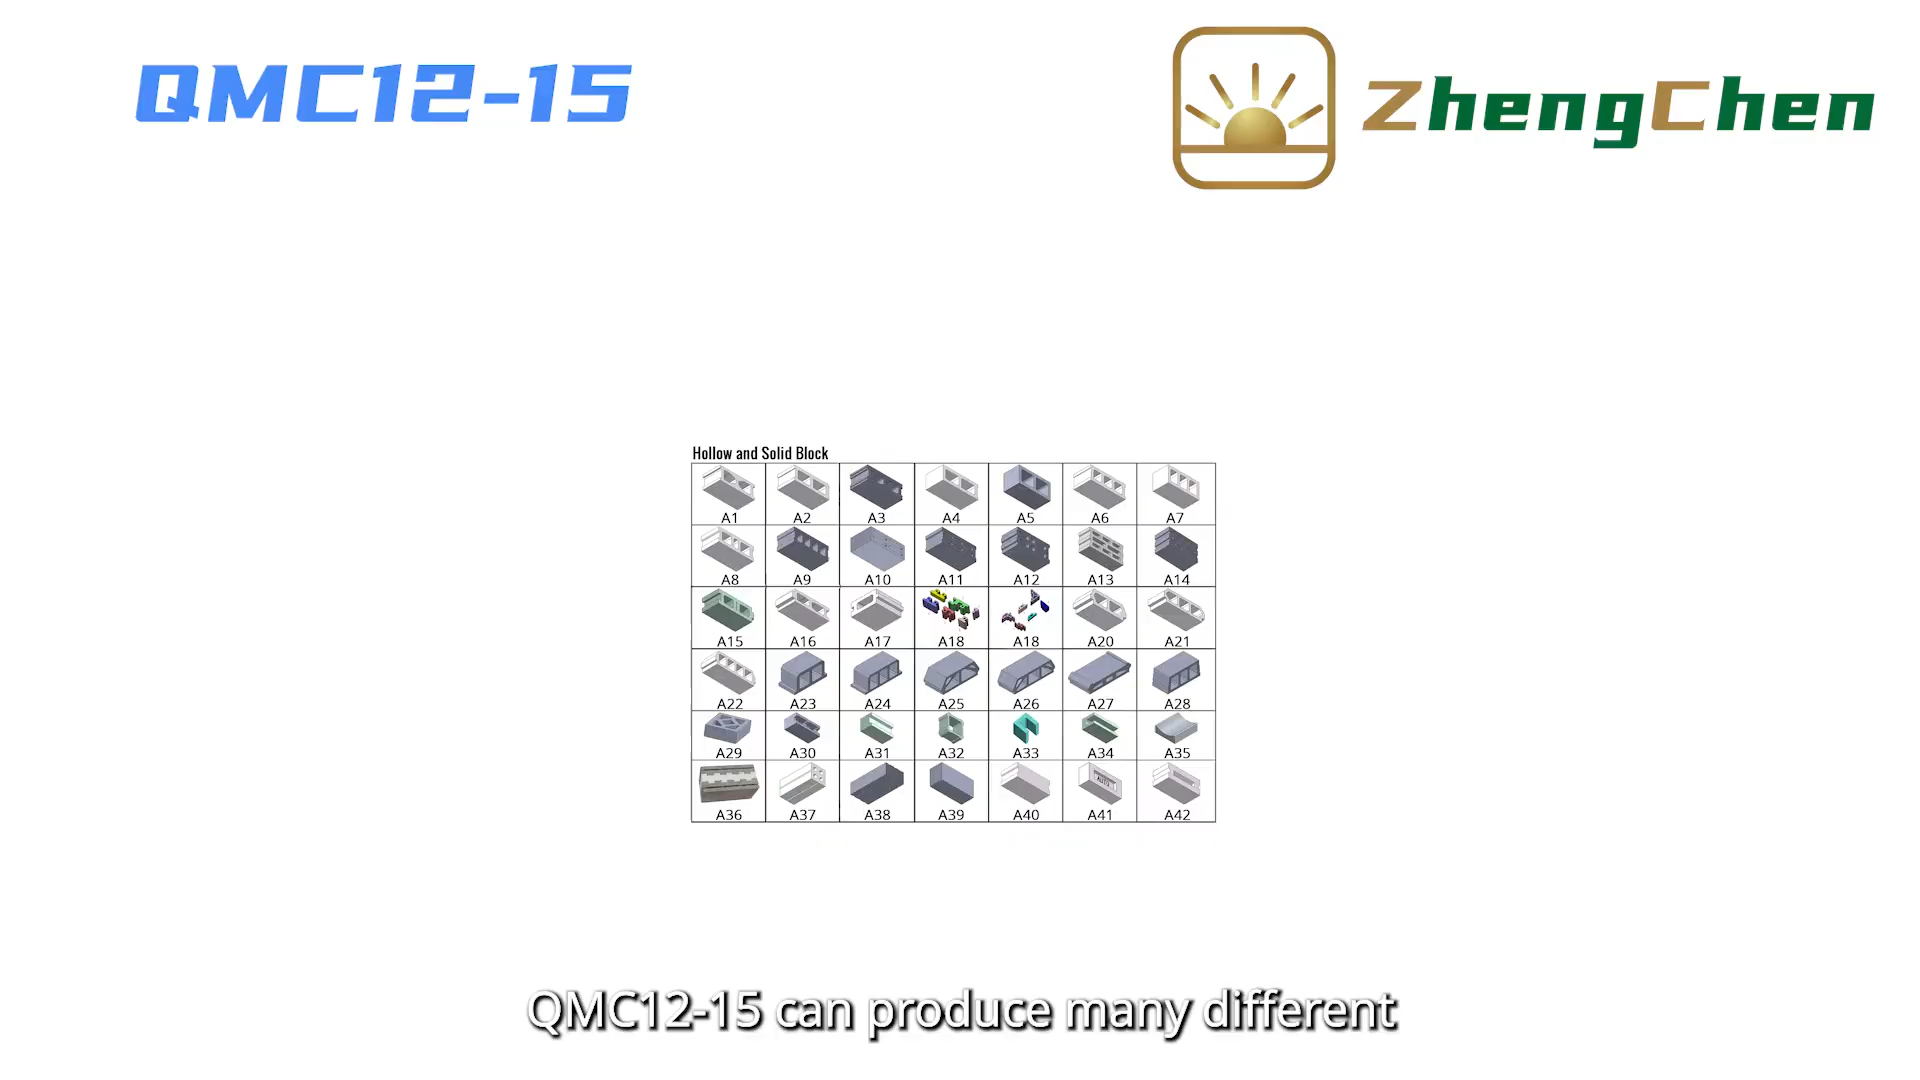 QMC12-15
ZhengChen
Hollow and Solid Block
A1 A2 A3 A4 A5 A6 A7
A8 A9 A10 A11 A12 A13 A14
A15 A16 A17 A18 A18 A20 A21
A22 A23 A24 A25 A26 A27 A28
A29 A30 A31 A32 A33 A34 A35
A36 A37 A38 A39 A40 A41 A42
QMC12-15 can produce many different